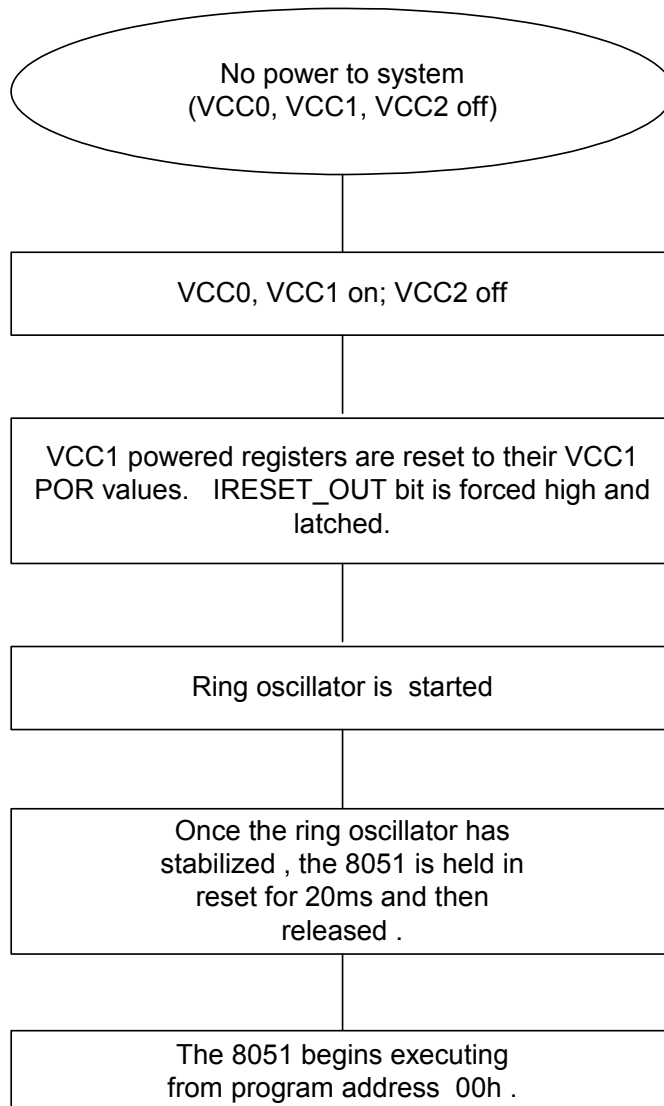 No power to system
(VCC0, VCC1, VCC2 off)
VCC0, VCC1 on; VCC2 off
VCC1 powered registers are reset to their VCC1
POR values.   IRESET_OUT bit is forced high and
latched.
Ring oscillator is  started
Once the ring oscillator has
stabilized , the 8051 is held in
reset for 20ms and then
released .
The 8051 begins executing
from program address  00h .